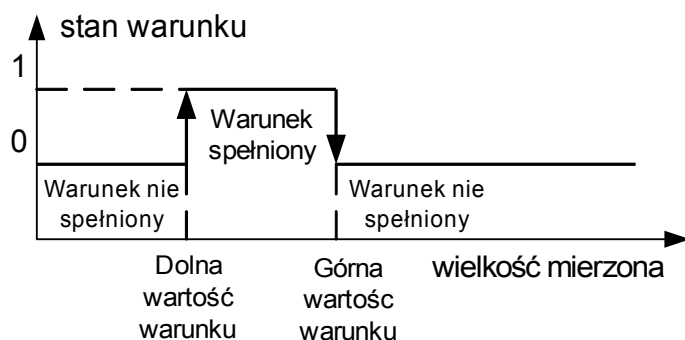 stan warunku
1
0
Warunek
spełniony
Warunek nie
spełniony
Warunek nie
spełniony
Dolna
wartość
warunku
Górna
wartośc
warunku
wielkość mierzona